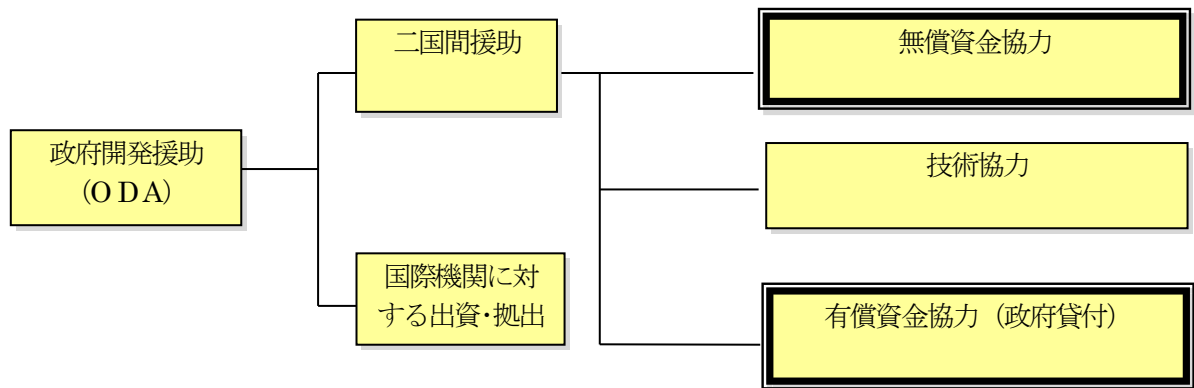 二国間援助
無償資金協力
政府開発援助
(ＯＤＡ)
技術協力
国際機関に対
する出資・拠出
有償資金協力（政府貸付）